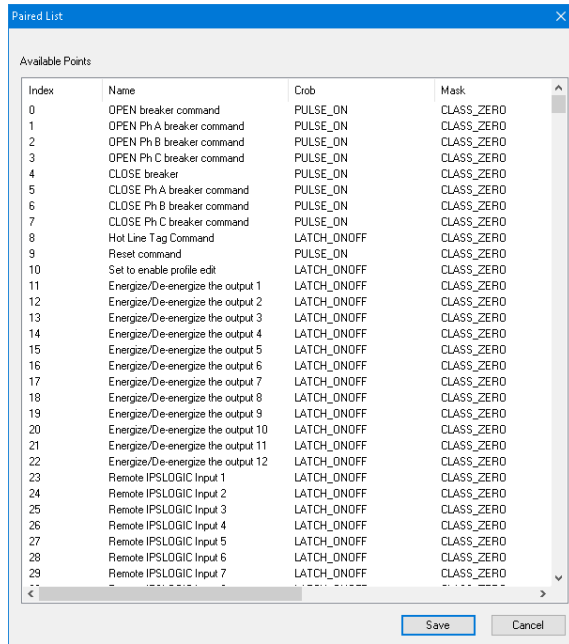 Paired List
Available Points
Index Name Crob Mask
0 OPEN breaker command PULSE_ON CLASS_ZERO
1 OPEN Ph A breaker command PULSE_ON CLASS_ZERO
2 OPEN Ph B breaker command PULSE_ON CLASS_ZERO
3 OPEN Ph C breaker command PULSE_ON CLASS_ZERO
4 CLOSE breaker PULSE_ON CLASS_ZERO
5 CLOSE Ph A breaker command PULSE_ON CLASS_ZERO
6 CLOSE Ph B breaker command PULSE_ON CLASS_ZERO
7 CLOSE Ph C breaker command PULSE_ON CLASS_ZERO
8 Hot Line Tag Command LATCH_ONOFF CLASS_ZERO
9 Reset command PULSE_ON CLASS_ZERO
10 Set to enable profile edit LATCH_ONOFF CLASS_ZERO
11 Energize/De-energize the output 1 LATCH_ONOFF CLASS_ZERO
12 Energize/De-energize the output 2 LATCH_ONOFF CLASS_ZERO
13 Energize/De-energize the output 3 LATCH_ONOFF CLASS_ZERO
14 Energize/De-energize the output 4 LATCH_ONOFF CLASS_ZERO
15 Energize/De-energize the output 5 LATCH_ONOFF CLASS_ZERO
16 Energize/De-energize the output 6 LATCH_ONOFF CLASS_ZERO
17 Energize/De-energize the output 7 LATCH_ONOFF CLASS_ZERO
18 Energize/De-energize the output 8 LATCH_ONOFF CLASS_ZERO
19 Energize/De-energize the output 9 LATCH_ONOFF CLASS_ZERO
20 Energize/De-energize the output 10 LATCH_ONOFF CLASS_ZERO
21 Energize/De-energize the output 11 LATCH_ONOFF CLASS_ZERO
22 Energize/De-energize the output 12 LATCH_ONOFF CLASS_ZERO
23 Remote IPSLOGIC Input 1 LATCH_ONOFF CLASS_ZERO
24 Remote IPSLOGIC Input 2 LATCH_ONOFF CLASS_ZERO
25 Remote IPSLOGIC Input 3 LATCH_ONOFF CLASS_ZERO
26 Remote IPSLOGIC Input 4 LATCH_ONOFF CLASS_ZERO
27 Remote IPSLOGIC Input 5 LATCH_ONOFF CLASS_ZERO
28 Remote IPSLOGIC Input 6 LATCH_ONOFF CLASS_ZERO
29 Remote IPSLOGIC Input 7 LATCH_ONOFF CLASS_ZERO
Save Cancel